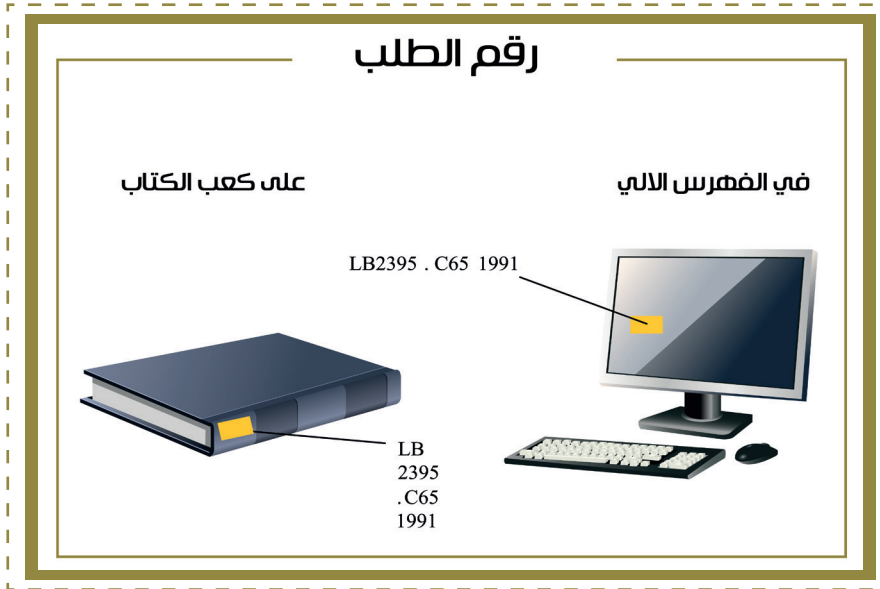 رقم الطلب
في الفهرس الالي
على كعب الكتاب
LB2395 . C65 1991
LB
2395
.C65
1991